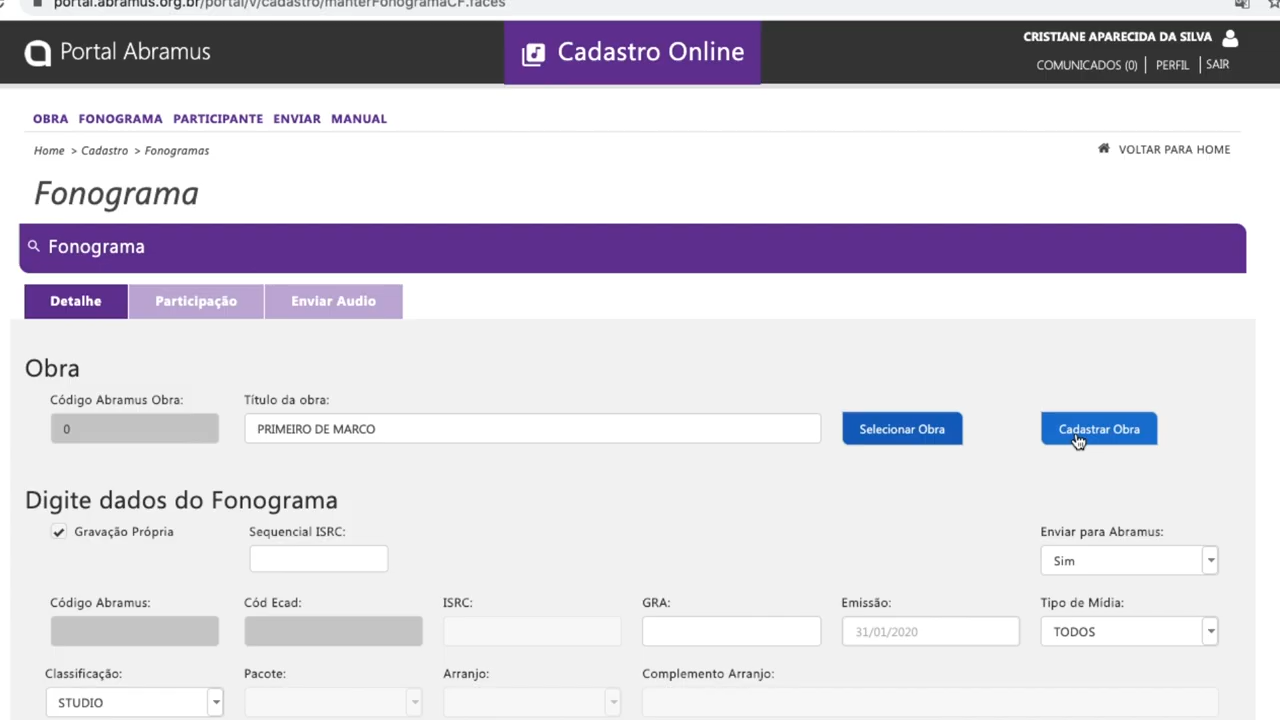 portal.abramus.org.br/portal/v/cadastro/manterFonogramaCF.faces
Portal Abramus
Cadastro Online
CRISTIANE APARECIDA DA SILVA
COMUNICADOS (0) | PERFIL | SAIR
OBRA FONOGRAMA PARTICIPANTE ENVIAR MANUAL
Home > Cadastro > Fonogramas
VOLTAR PARA HOME
Fonograma
Fonograma
Detalhe Participação Enviar Audio
Obra
Código Abramus Obra: Título da obra:
0 PRIMEIRO DE MARCO Selecionar Obra Cadastrar Obra
Digite dados do Fonograma
Gravação Própria Sequencial ISRC: Enviar para Abramus:
Sim
Código Abramus: Cód Ecad: ISRC: GRA: Emissão: Tipo de Mídia:
31/01/2020 TODOS
Classificação: Pacote: Arranjo: Complemento Arranjo:
STUDIO